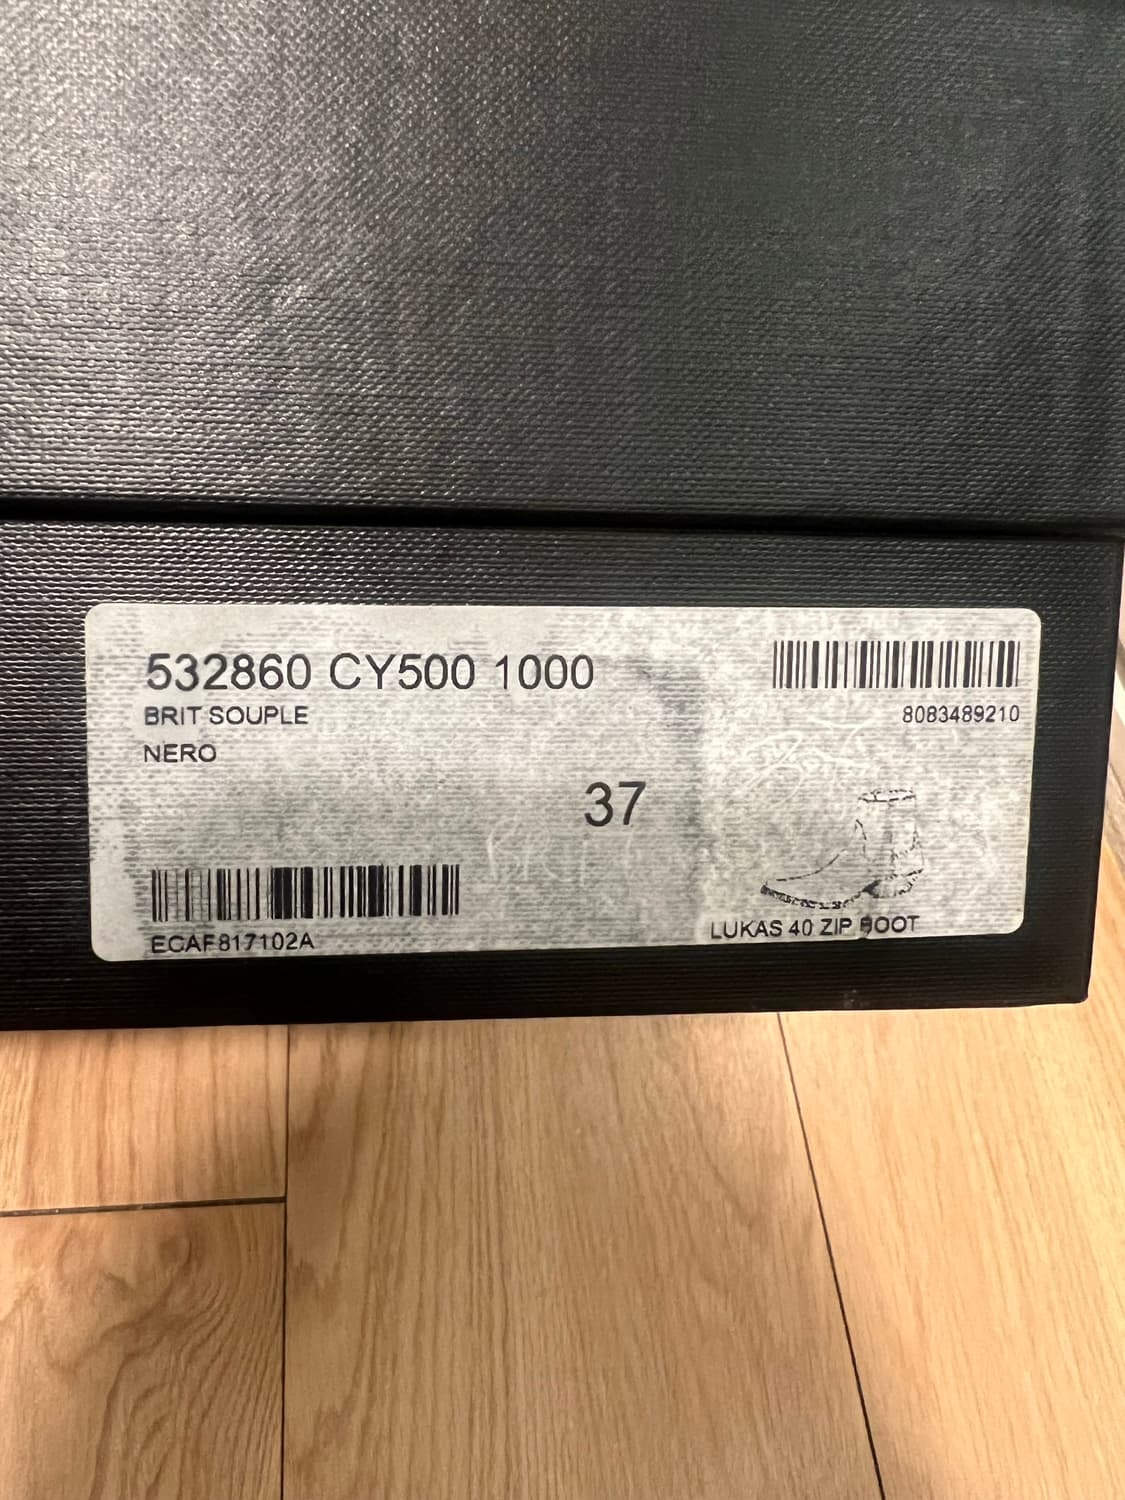 532860 CY500 1000
BRIT SOUPLE
NERO
8083489210
37
ECAF817102A
LUKAS 40 ZIP BOOT